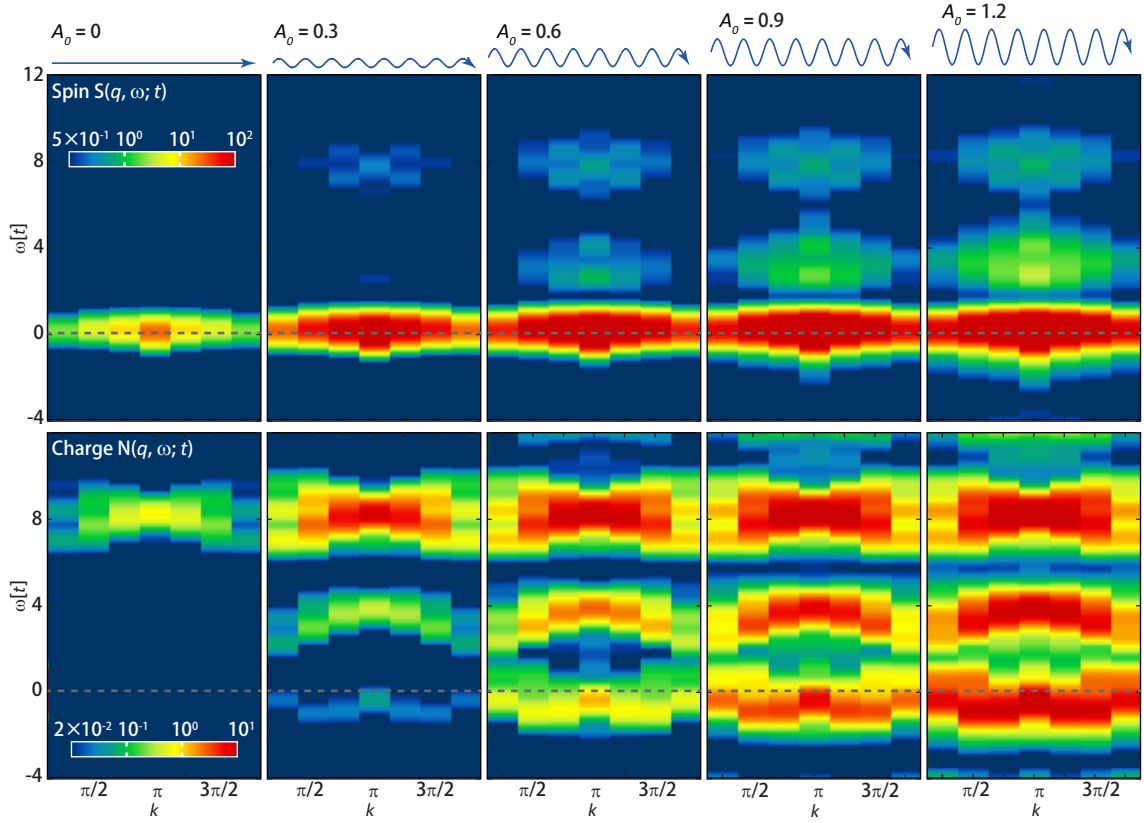 A₀ = 0
A₀ = 0.3
A₀ = 0.6
A₀ = 0.9
A₀ = 1.2
12
8
4
0
-4
ω[t]
Spin S(q, ω; t)
5×10⁻¹ 10⁰ 10¹ 10²
Charge N(q, ω; t)
8
4
0
-4
ω[t]
2×10⁻² 10⁻¹ 10⁰ 10¹
π/2 π 3π/2
k
π/2 π 3π/2
k
π/2 π 3π/2
k
π/2 π 3π/2
k
π/2 π 3π/2
k